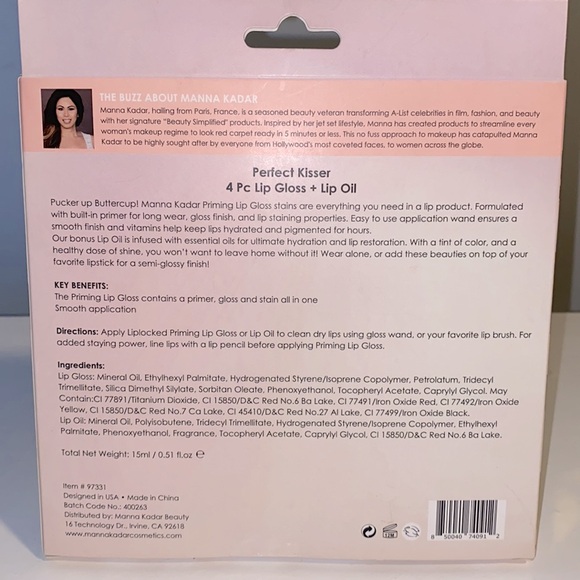 THE BUZZ ABOUT MANNA KADAR
Manna Kadar, hailing from Paris, France, is a seasoned beauty veteran transforming A-List celebrities in film, fashion, and beauty
with her signature "Beauty Simplified" products. Inspired by her jet set lifestyle, Manna has created products to streamline every
woman's makeup regime to look red carpet ready in 5 minutes or less. This no fuss approach to makeup has catapulted Manna
Kadar to be highly sought after by everyone from Hollywood's most coveted faces, to women across the globe.
Perfect Kisser
4 Pc Lip Gloss + Lip Oil
Pucker up Buttercup! Manna Kadar Priming Lip Gloss stains are everything you need in a lip product. Formulated
with built-in primer for long wear, gloss finish, and lip staining properties. Easy to use application wand ensures a
smooth finish and vitamins help keep lips hydrated and pigmented for hours.
Our bonus Lip Oil is infused with essential oils for ultimate hydration and lip restoration. With a tint of color, and a
healthy dose of shine, you won't want to leave home without it! Wear alone, or add these beauties on top of your
favorite lipstick for a semi-glossy finish!
KEY BENEFITS:
The Priming Lip Gloss contains a primer, gloss and stain all in one
Smooth application
Directions: Apply Liplocked Priming Lip Gloss or Lip Oil to clean dry lips using gloss wand, or your favorite lip brush. For
added staying power, line lips with a lip pencil before applying Priming Lip Gloss.
Ingredients:
Lip Gloss: Mineral Oil, Ethylhexyl Palmitate, Hydrogenated Styrene/Isoprene Copolymer, Petrolatum, Tridecyl
Trimellitate, Silica Dimethyl Silylate, Sorbitan Oleate, Phenoxyethanol, Tocopheryl Acetate, Caprylyl Glycol. May
Contain:CI 77891/Titanium Dioxide, CI 15850/D&C Red No.6 Ba Lake, CI 77491/Iron Oxide Red, CI 77492/Iron Oxide
Yellow, CI 15850/D&C Red No.7 Ca Lake, CI 45410/D&C Red No.27 Al Lake, CI 77499/Iron Oxide Black.
Lip Oil: Mineral Oil, Polyisobutene, Tridecyl Trimellitate, Hydrogenated Styrene/Isoprene Copolymer, Ethylhexyl
Palmitate, Phenoxyethanol, Fragrance, Tocopheryl Acetate, Caprylyl Glycol, CI 15850/D&C Red No.6 Ba Lake.
Total Net Weight: 15ml / 0.51 fl.oz ℮
Item # 97331
Designed in USA • Made in China
Batch Code No.: 400263
Distributed by: Manna Kadar Beauty
16 Technology Dr., Irvine, CA 92618
www.mannakadarcosmetics.com
12M
8 50040 74091 2